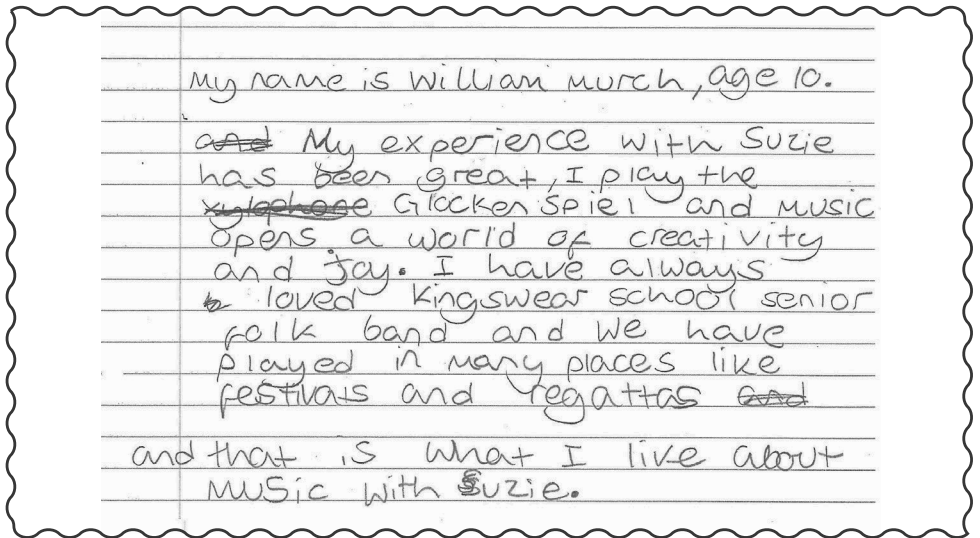 My name is William Murch, age 10.
and My experience with Suzie
has been great, I play the
xylophone Glockenspiel and music
opens a world of creativity
and joy. I have always
loved Kingswear school senior
folk band and we have
played in many places like
festivals and regattas and
and that is what I live about
music with Suzie.